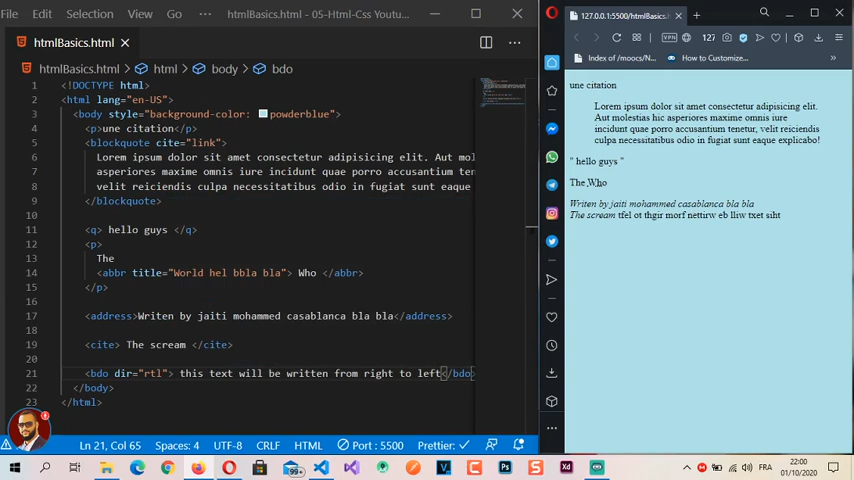 File Edit Selection View Go ··· htmlBasics.html - 05-Html-Css Youtu...
htmlBasics.html
htmlBasics.html > html > body > bdo
1 <!DOCTYPE html>
2 <html lang="en-US">
3 <body style="background-color: powderblue">
4 <p>une citation</p>
5 <blockquote cite="link">
6 Lorem ipsum dolor sit amet consectetur adipisicing elit. Aut mol
7 asperiores maxime omnis iure incidunt quae porro accusantium ten
8 velit reiciendis culpa necessitatibus odio in fugiat sunt eaque
9 </blockquote>
10
11 <q> hello guys </q>
12 <p>
13 The
14 <abbr title="World hel bbla bla"> Who </abbr>
15 </p>
16
17 <address>Writen by jaiti mohammed casablanca bla bla</address>
18
19 <cite> The scream </cite>
20
21 <bdo dir="rtl"> this text will be written from right to left</bdo>
22 </body>
23 </html>
Ln 21, Col 65 Spaces: 4 UTF-8 CRLF HTML Port : 5500 Prettier: ✓
127.0.0.1:5500/htmlBasics.h
VPN 127
Index of /moocs/N... How to Customize... »
une citation
Lorem ipsum dolor sit amet consectetur adipisicing elit.
Aut molestias hic asperiores maxime omnis iure
incidunt quae porro accusantium tenetur, velit reiciendis
culpa necessitatibus odio in fugiat sunt eaque explicabo!
" hello guys "
The Who
Writen by jaiti mohammed casablanca bla bla
The scream tfel ot thgir morf nettirw eb lliw txet siht
99+
Ps
S
Xd
FRA
22:00
01/10/2020